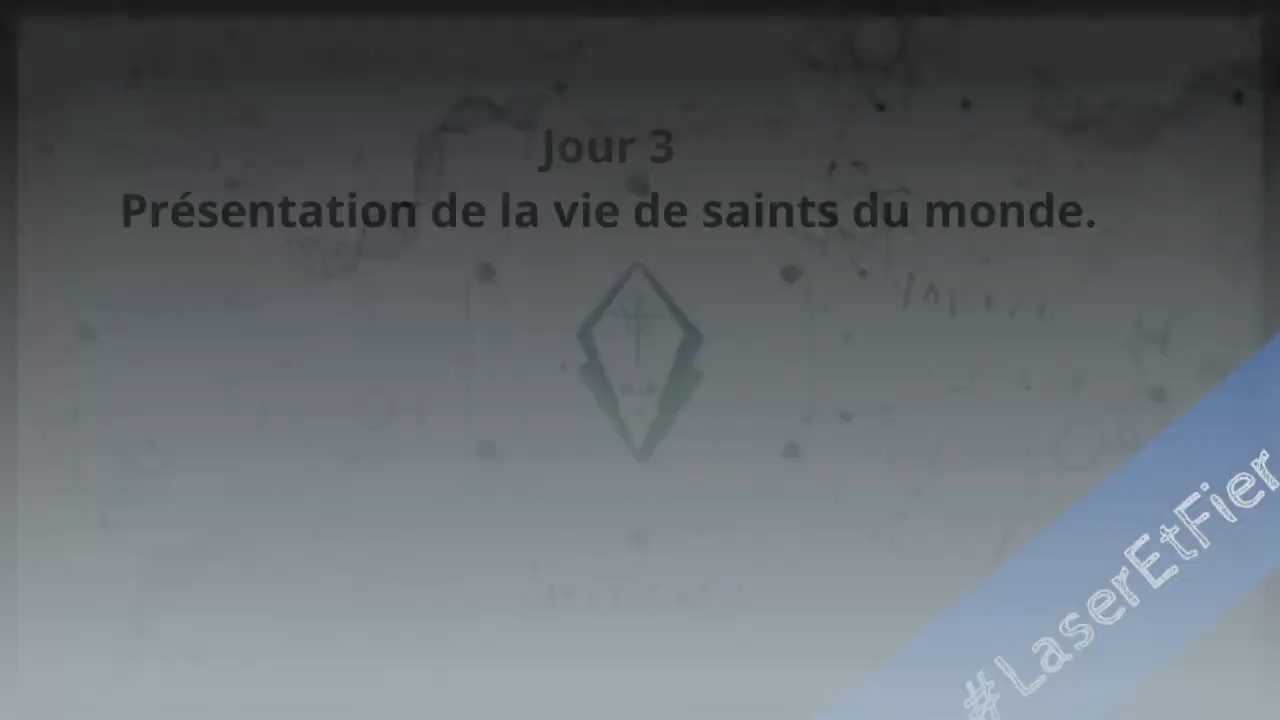 Jour 3
Présentation de la vie de saints du monde.
#LaserEtFier